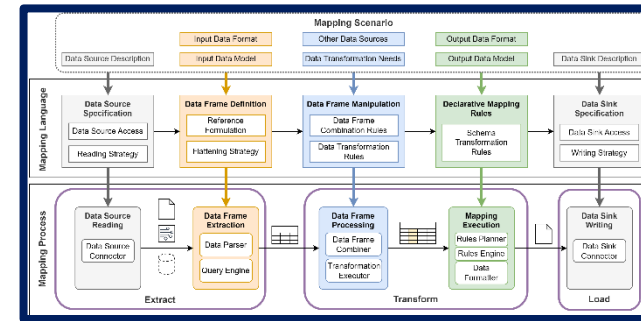 Mapping Scenario
Input Data Format
Other Data Sources
Output Data Format
Data Source Description
Input Data Model
Data Transformation Needs
Output Data Model
Data Sink Description
Mapping Language
Data Source
Specification
Data Source Access
Reading Strategy
Data Frame Definition
Reference
Formulation
Flattening Strategy
Data Frame Manipulation
Data Frame
Combination Rules
Data Transformation
Rules
Declarative Mapping
Rules
Schema
Transformation
Rules
Data Sink
Specification
Data Sink Access
Writing Strategy
Mapping Process
Data Source
Reading
Data Source
Connector
Data Frame
Extraction
Data Parser
Query Engine
Data Frame
Processing
Data Frame
Combiner
Transformation
Executor
Mapping
Execution
Rules Planner
Rules Engine
Data
Formatter
Data Sink
Writing
Data Sink
Connector
Extract
Transform
Load